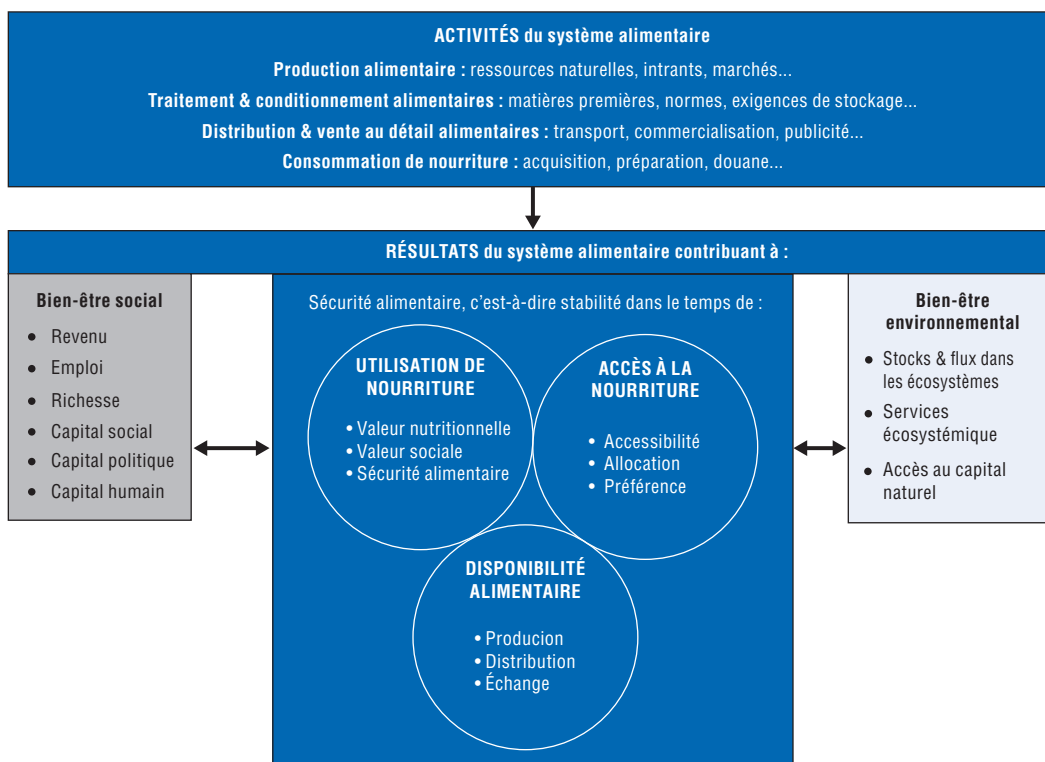 ACTIVITÉS du système alimentaire
Production alimentaire : ressources naturelles, intrants, marchés...
Traitement & conditionnement alimentaires : matières premières, normes, exigences de stockage...
Distribution & vente au détail alimentaires : transport, commercialisation, publicité...
Consommation de nourriture : acquisition, préparation, douane...
RÉSULTATS du système alimentaire contribuant à :
Bien-être social
• Revenu
• Emploi
• Richesse
• Capital social
• Capital politique
• Capital humain
Sécurité alimentaire, c'est-à-dire stabilité dans le temps de :
UTILISATION DE
NOURRITURE
• Valeur nutritionnelle
• Valeur sociale
• Sécurité alimentaire
ACCÈS À LA
NOURRITURE
• Accessibilité
• Allocation
• Préférence
DISPONIBILITÉ
ALIMENTAIRE
• Producion
• Distribution
• Échange
Bien-être
environnemental
• Stocks & flux dans
les écosystèmes
• Services
écosystémique
• Accès au capital
naturel